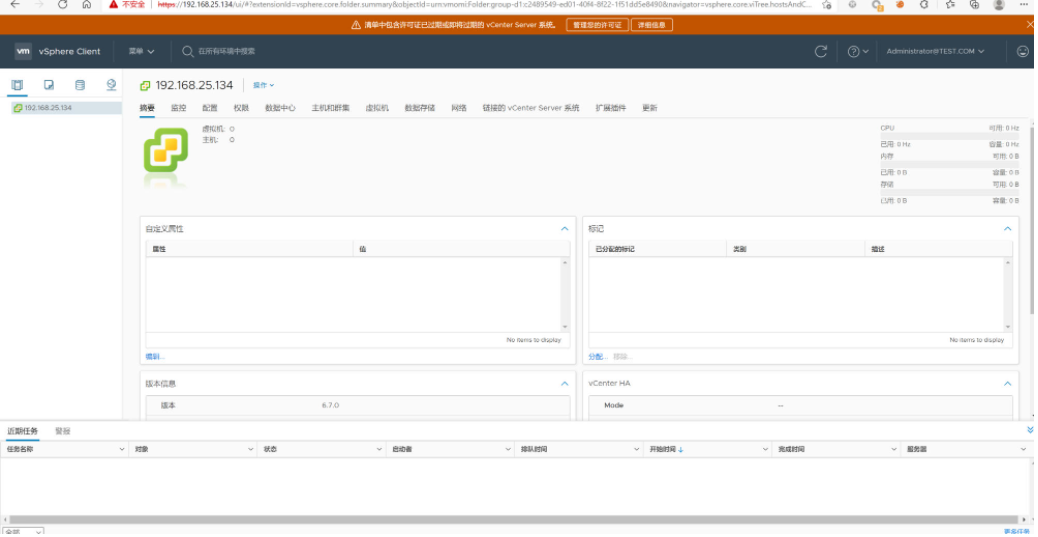 不安全 https://192.168.25.134/ui/#?extensionId=vsphere.core.folder.summary&objectId=urn:vmomi:Folder:group-d1:c2489549-ed01-40f4-8f22-1f51dd5e8490&navigator=vsphere.core.viTree.hostsAndC...
清单中包含许可证已过期或即将过期的 vCenter Server 系统。 管理您的许可证 详细信息
vm vSphere Client 菜单 在所有环境中搜索 Administrator@TEST.COM
192.168.25.134 操作
192.168.25.134
摘要 监控 配置 权限 数据中心 主机和群集 虚拟机 数据存储 网络 链接的 vCenter Server 系统 扩展插件 更新
虚拟机: 0
主机: 0
CPU 可用: 0 Hz
已用: 0 Hz 容量: 0 Hz
内存 可用: 0 B
已用: 0 B 容量: 0 B
存储 可用: 0 B
已用: 0 B 容量: 0 B
自定义属性
属性 值
No items to display
编辑...
标记
已分配的标记 类别 描述
No items to display
分配... 移除...
版本信息
版本 6.7.0
vCenter HA
Mode --
近期任务 警报
任务名称 对象 状态 启动者 排队时间 开始时间 ↓ 完成时间 服务器
全部 更多任务